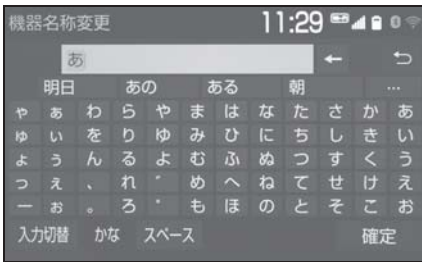 機器名称変更 11:29
あ ←
明日 あの ある 朝 …
ゃ ぁ わ ら や ま は な た さ か あ
ゅ ぃ を り ゆ み ひ に ち し き い
ょ ぅ ん る よ む ふ ぬ つ す く う
っ ぇ 、 れ ゛ め へ ね て せ け え
ー ぉ 。 ろ ゜ も ほ の と そ こ お
入力切替 かな スペース 確定